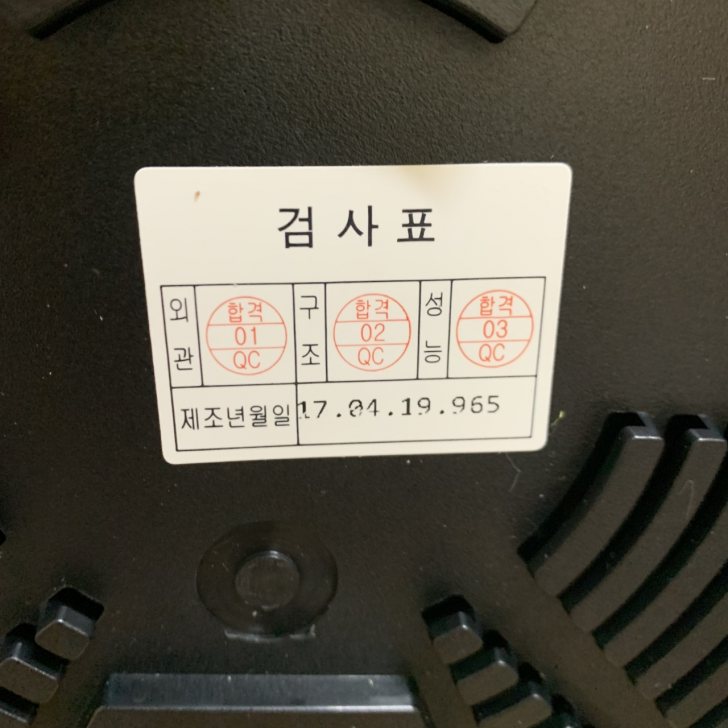 검사표
외관 합격 01 QC 구조 합격 02 QC 성능 합격 03 QC
제조년월일 17.04.19.965